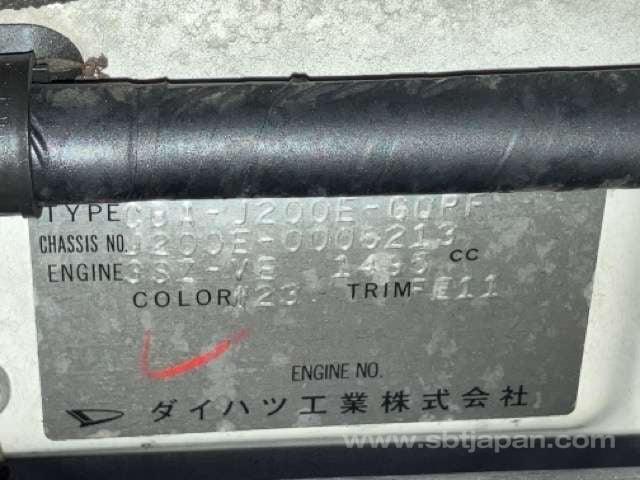 TYPE CBA-J200E-GQPF
CHASSIS NO. J200E-0006213
ENGINE 3SZ-VE 1495 CC
COLOR W23 TRIM FE11
ENGINE NO.
ダイハツ工業株式会社
www.sbtjapan.com